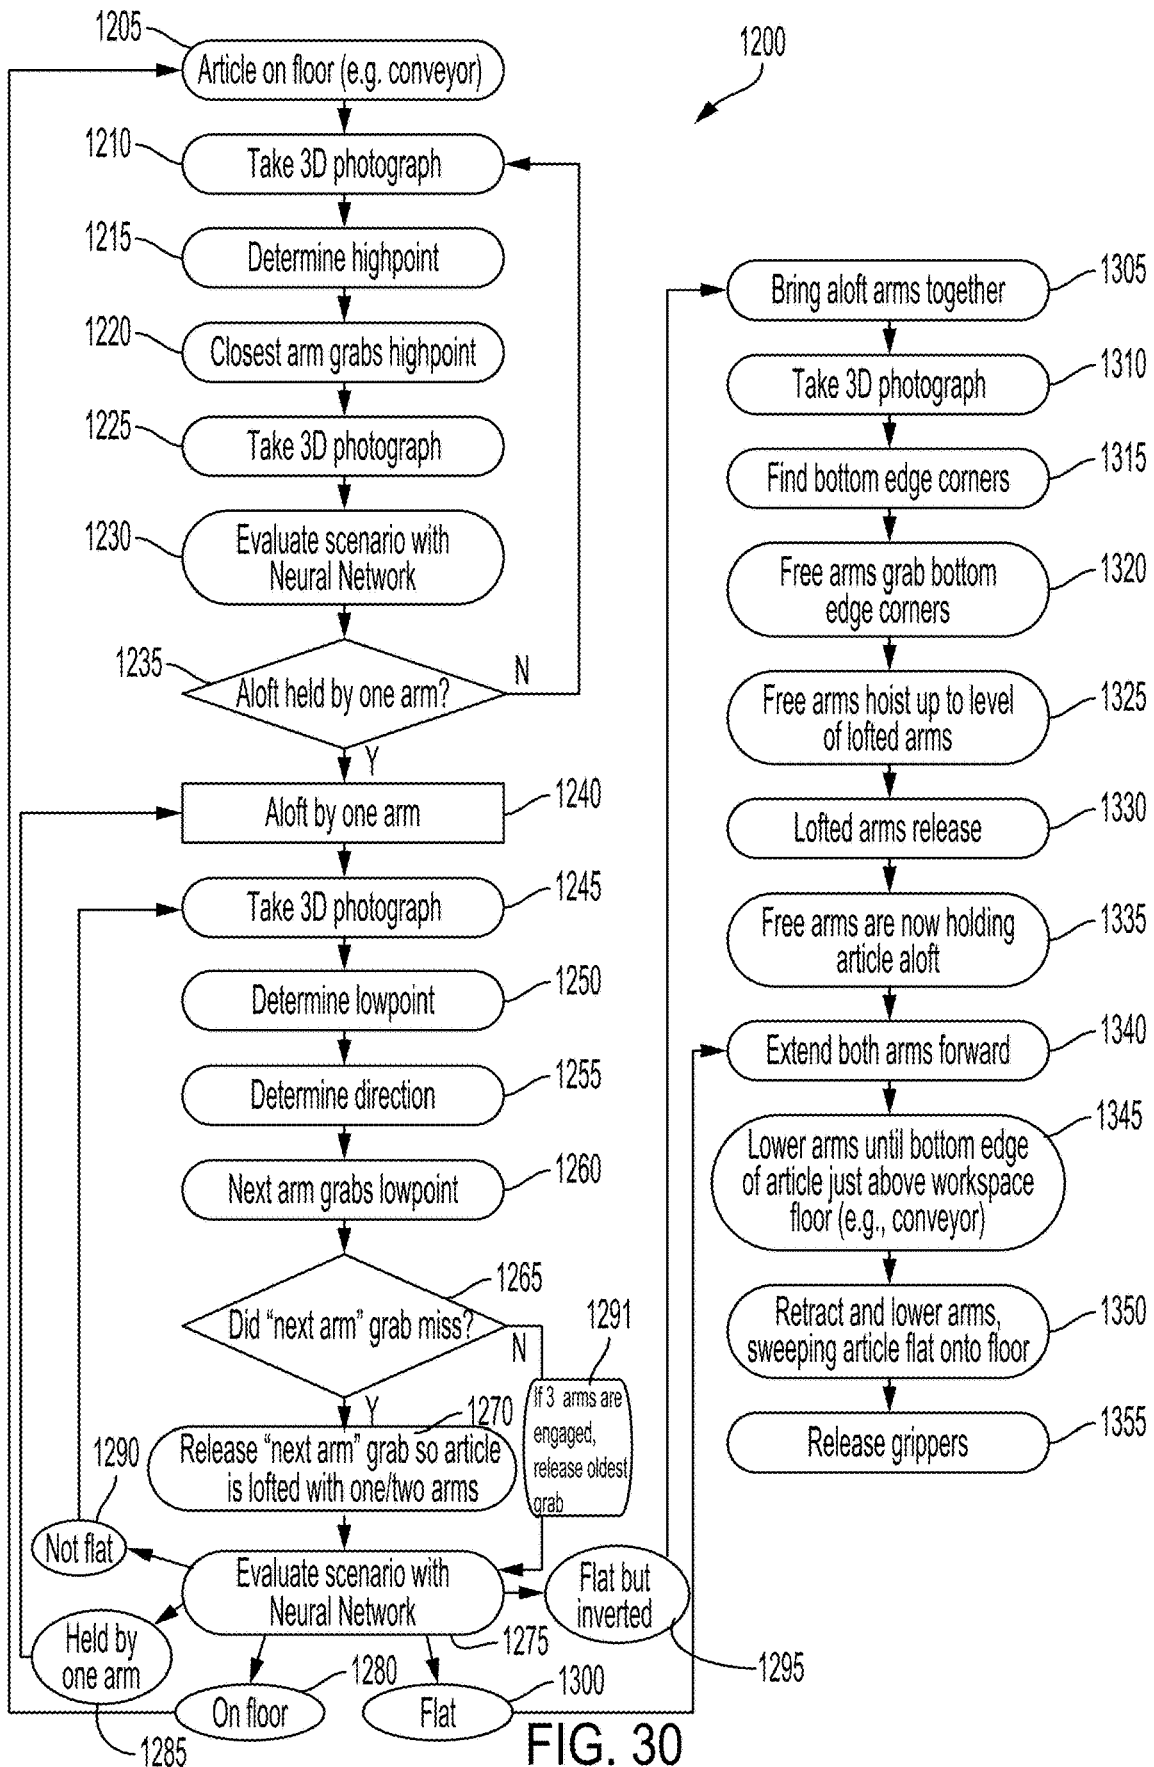 1205
1200
Article on floor (e.g. conveyor)
1210
Take 3D photograph
1215
Determine highpoint
1220
Closest arm grabs highpoint
1225
Take 3D photograph
1230
Evaluate scenario with
Neural Network
1235
Aloft held by one arm?
N
Y
Aloft by one arm
1240
Take 3D photograph
1245
Determine lowpoint
1250
Determine direction
1255
Next arm grabs lowpoint
1260
Did “next arm” grab miss?
1265
N
Y
1291
If 3 arms are
engaged,
release oldest
grab
1270
Release “next arm” grab so article
is lofted with one/two arms
1290
Not flat
Evaluate scenario with
Neural Network
1275
Flat but
inverted
1295
Held by
one arm
1285
On floor
1280
Flat
1300
Bring aloft arms together
1305
Take 3D photograph
1310
Find bottom edge corners
1315
Free arms grab bottom
edge corners
1320
Free arms hoist up to level
of lofted arms
1325
Lofted arms release
1330
Free arms are now holding
article aloft
1335
Extend both arms forward
1340
Lower arms until bottom edge
of article just above workspace
floor (e.g., conveyor)
1345
Retract and lower arms,
sweeping article flat onto floor
1350
Release grippers
1355
FIG. 30